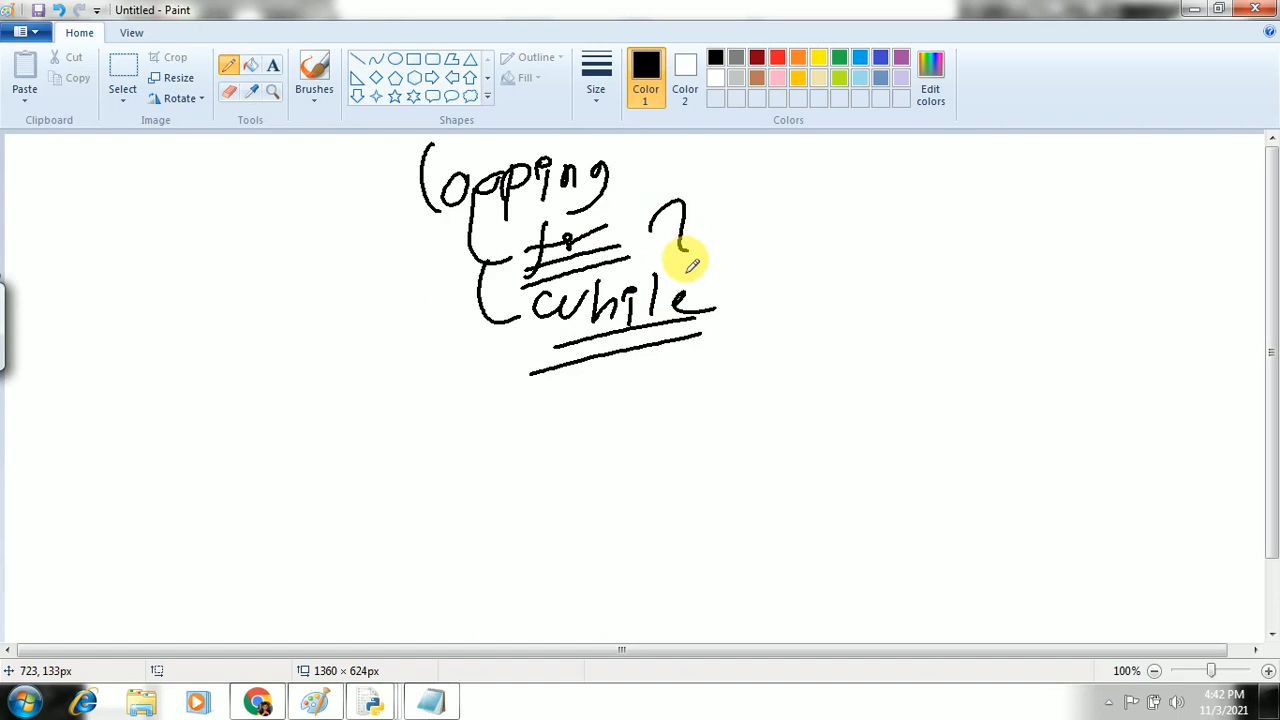 Untitled - Paint
Home
View
Paste
Cut
Copy
Clipboard
Select
Crop
Resize
Rotate
Image
Tools
Brushes
Outline
Fill
Shapes
Size
Color 1
Color 2
Edit colors
Colors
Looping
for ?
while
723, 133px
1360 × 624px
100%
4:42 PM
11/3/2021